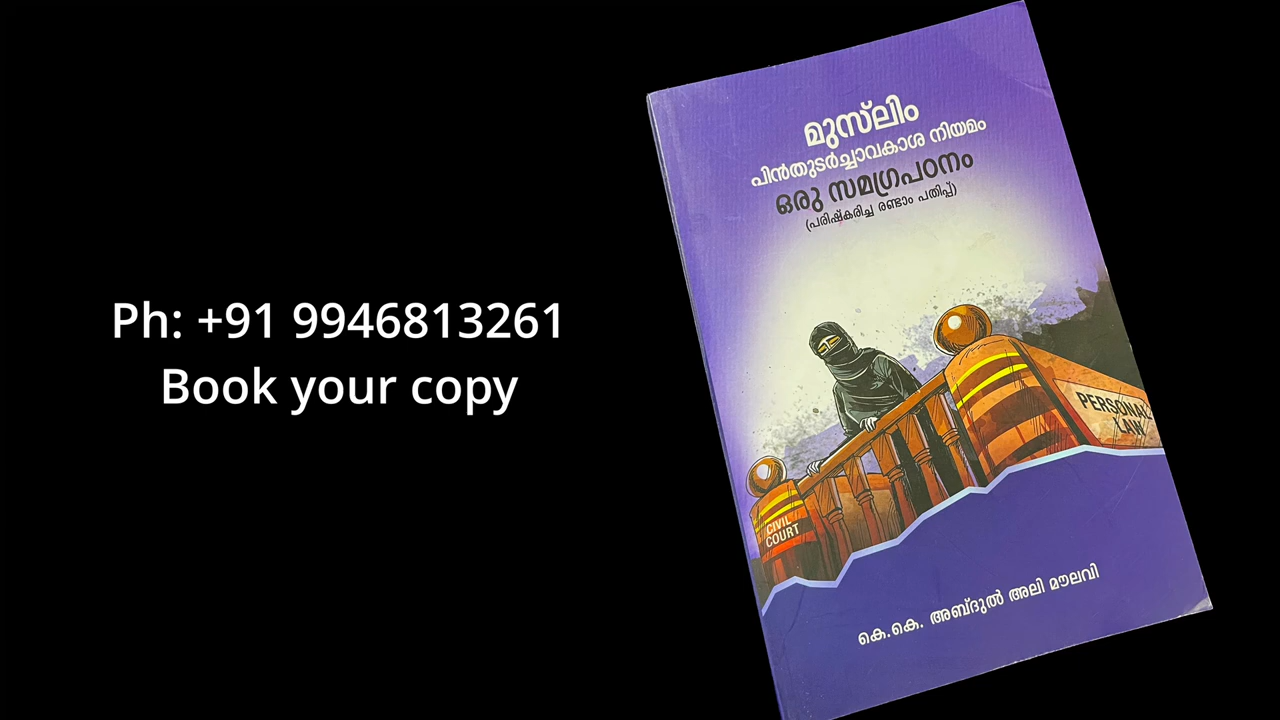 Ph: +91 9946813261
Book your copy
മുസ്‌ലിം
പിൻതുടർച്ചാവകാശ നിയമം
ഒരു സമഗ്രപഠനം
(പരിഷ്കരിച്ച രണ്ടാം പതിപ്പ്)
PERSONAL
LAW
CIVIL
COURT
കെ.കെ. അബ്ദുൽ അലി മൗലവി